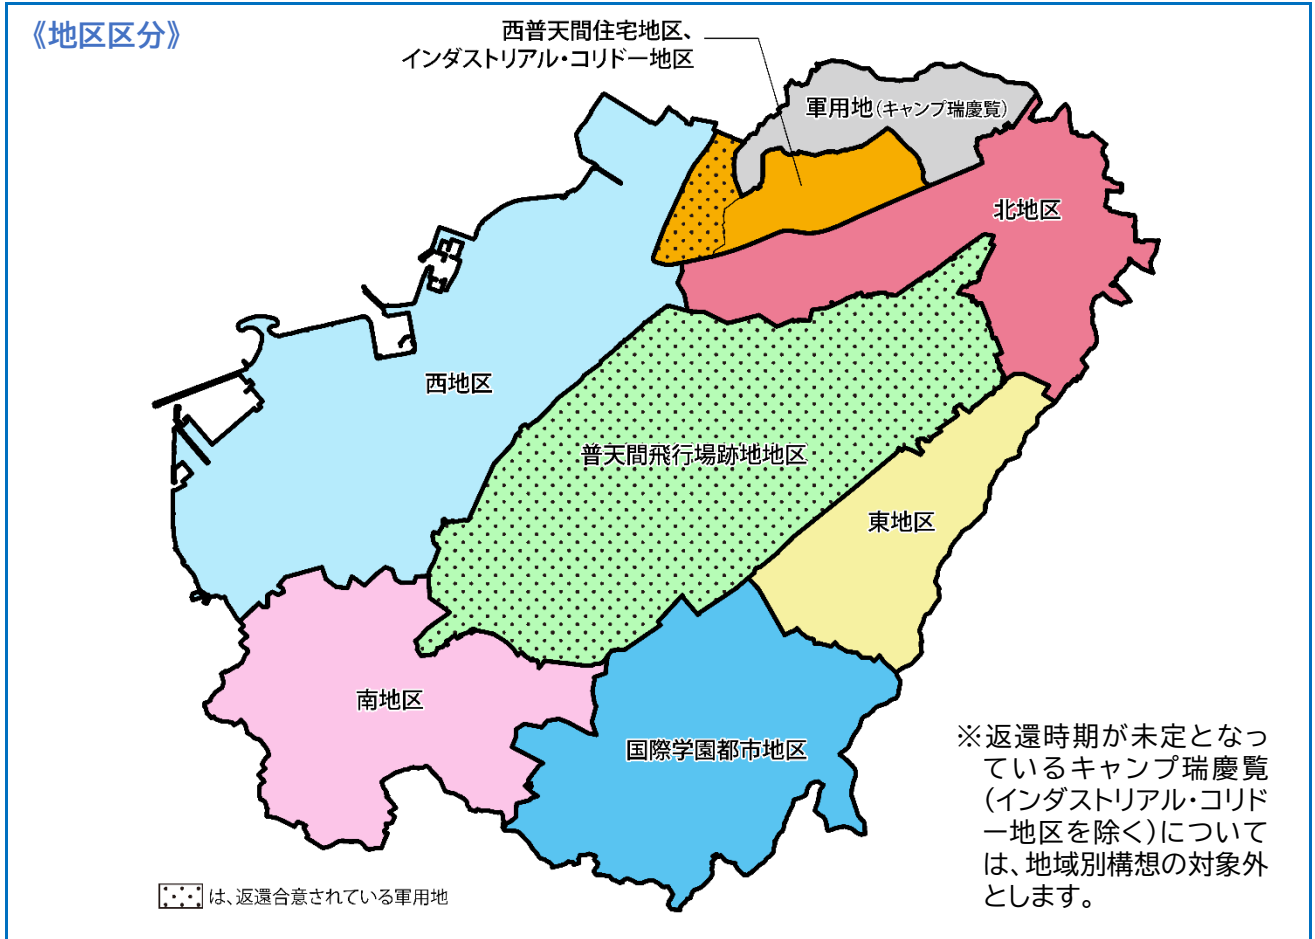 《地区区分》
西普天間住宅地区、
インダストリアル・コリドー地区
軍用地(キャンプ瑞慶覧)
北地区
西地区
普天間飛行場跡地地区
東地区
南地区
国際学園都市地区
※返還時期が未定となっ
ているキャンプ瑞慶覧
(インダストリアル・コリド
ー地区を除く)について
は、地域別構想の対象外
とします。
は、返還合意されている軍用地